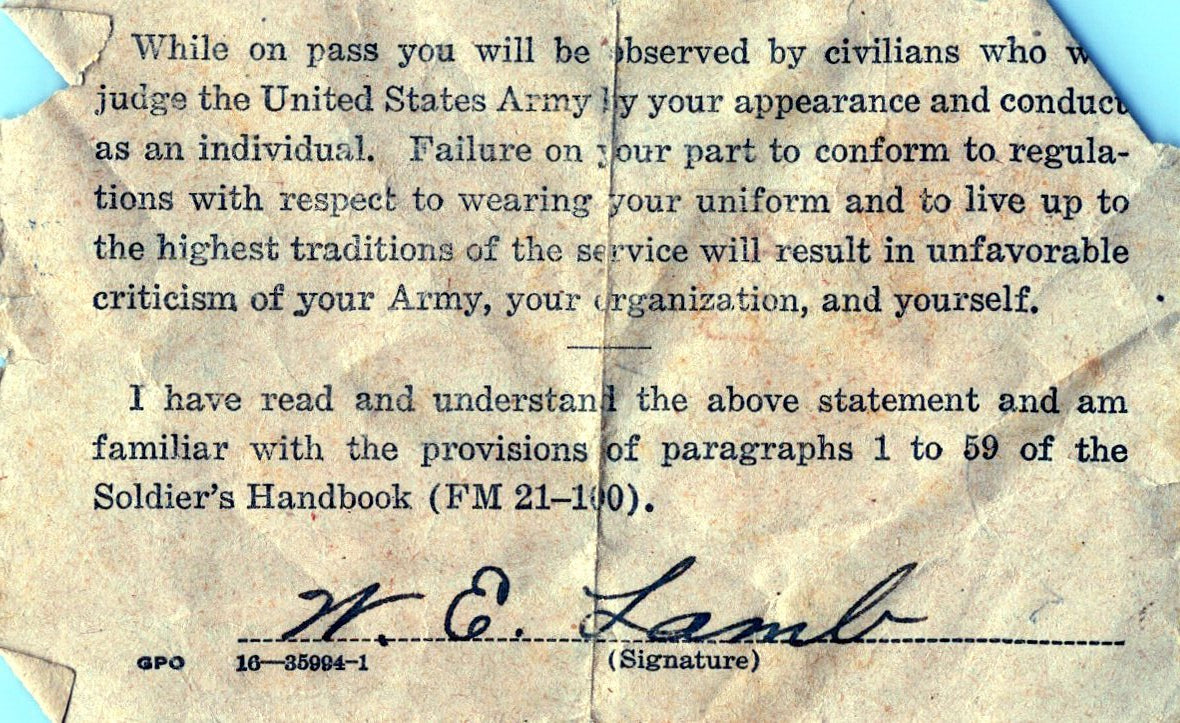 While on pass you will be observed by civilians who
judge the United States Army by your appearance and conduct
as an individual. Failure on your part to conform to regula-
tions with respect to wearing your uniform and to live up to
the highest traditions of the service will result in unfavorable
criticism of your Army, your organization, and yourself.
I have read and understand the above statement and am
familiar with the provisions of paragraphs 1 to 59 of the
Soldier's Handbook (FM 21–100).
W. E. Lamb
GPO 16—35994-1 (Signature)